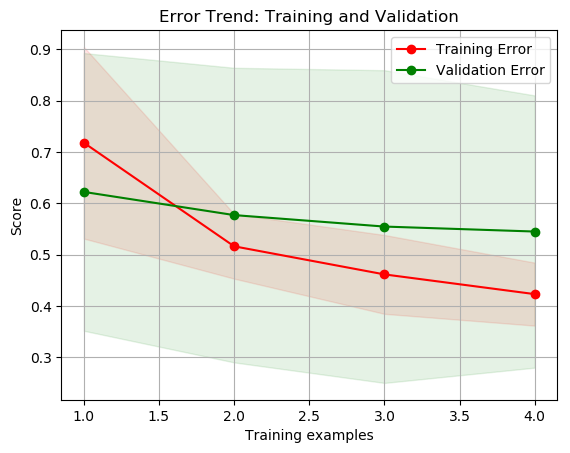 Error Trend: Training and Validation
Training Error
Validation Error
0.9
0.8
0.7
0.6
0.5
0.4
0.3
Score
1.0 1.5 2.0 2.5 3.0 3.5 4.0
Training examples